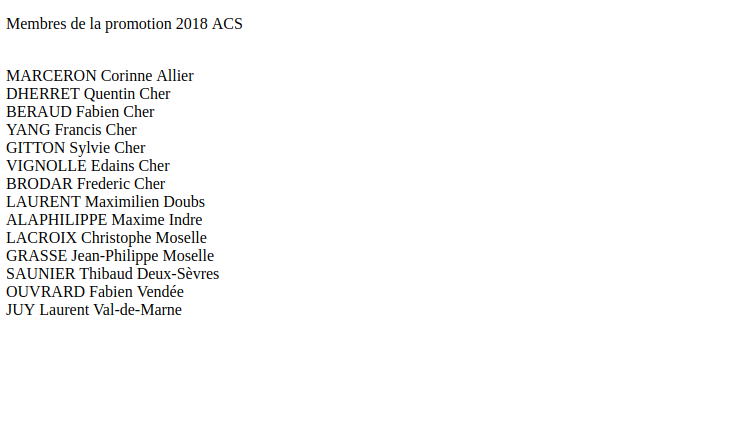 Membres de la promotion 2018 ACS
MARCERON Corinne Allier
DHERRET Quentin Cher
BERAUD Fabien Cher
YANG Francis Cher
GITTON Sylvie Cher
VIGNOLLE Edains Cher
BRODAR Frederic Cher
LAURENT Maximilien Doubs
ALAPHILIPPE Maxime Indre
LACROIX Christophe Moselle
GRASSE Jean-Philippe Moselle
SAUNIER Thibaud Deux-Sèvres
OUVRARD Fabien Vendée
JUY Laurent Val-de-Marne